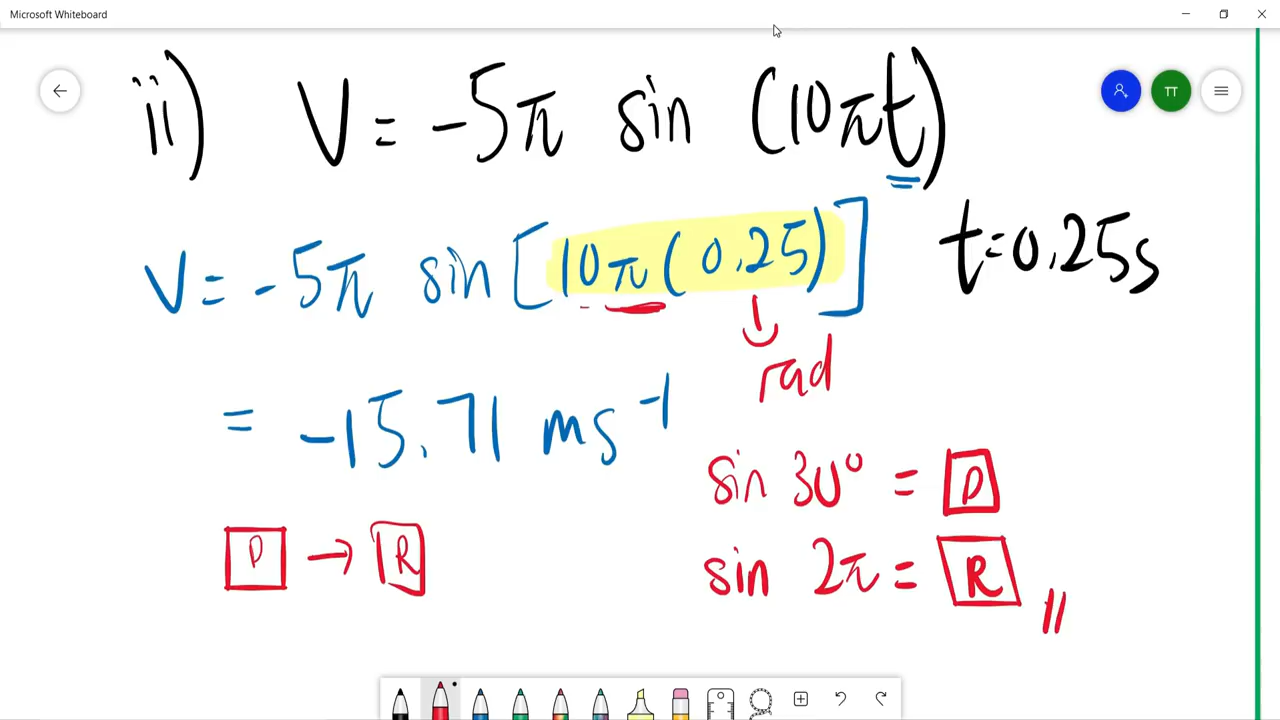 Microsoft Whiteboard
ii) V = -5π sin (10πt)
t=0.25s
V = -5π sin [10π(0.25)]
rad
= -15.71 ms⁻¹
sin 30° = D
sin 2π = R
D → R